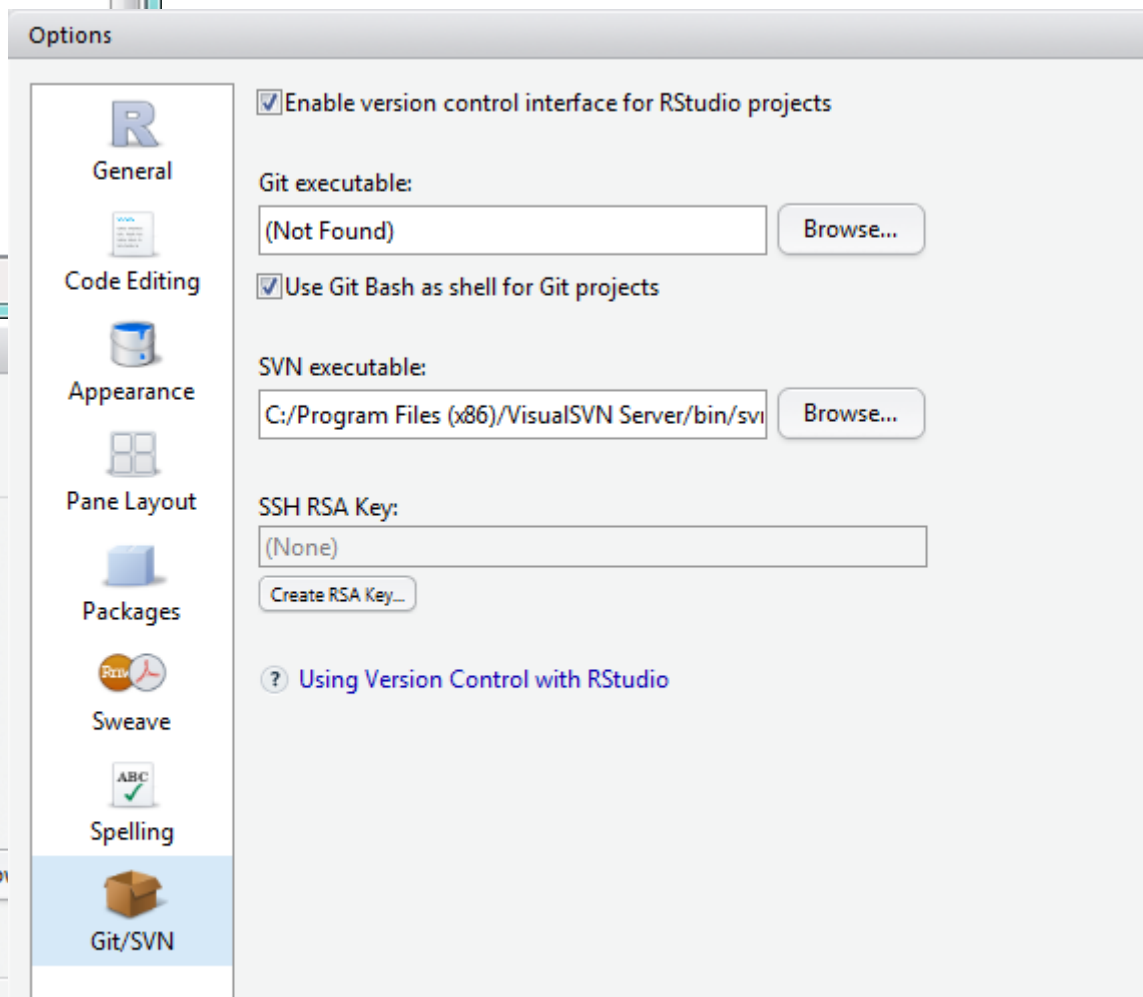 Options
General
Code Editing
Appearance
Pane Layout
Packages
Rnw
Sweave
ABC
Spelling
Git/SVN
Enable version control interface for RStudio projects
Git executable:
(Not Found)
Browse...
Use Git Bash as shell for Git projects
SVN executable:
C:/Program Files (x86)/VisualSVN Server/bin/svn
Browse...
SSH RSA Key:
(None)
Create RSA Key...
? Using Version Control with RStudio